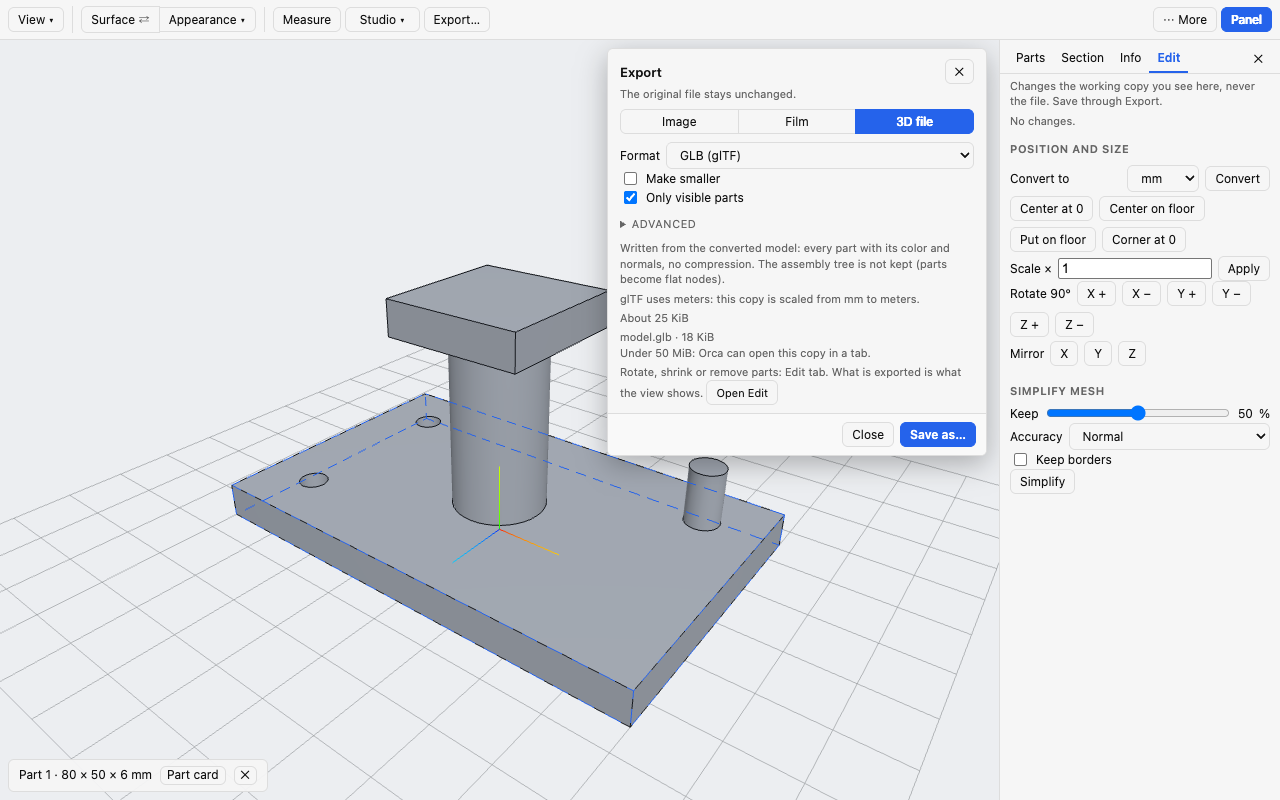 View ▾
Surface ⇄
Appearance ▾
Measure
Studio ▾
Export…
··· More
Panel
Export
✕
The original file stays unchanged.
Image
Film
3D file
Format
GLB (glTF)
Make smaller
Only visible parts
▶ ADVANCED
Written from the converted model: every part with its color and
normals, no compression. The assembly tree is not kept (parts
become flat nodes).
glTF uses meters: this copy is scaled from mm to meters.
About 25 KiB
model.glb · 18 KiB
Under 50 MiB: Orca can open this copy in a tab.
Rotate, shrink or remove parts: Edit tab. What is exported is what
the view shows. Open Edit
Close
Save as…
Parts
Section
Info
Edit
✕
Changes the working copy you see here, never
the file. Save through Export.
No changes.
POSITION AND SIZE
Convert to
mm
Convert
Center at 0
Center on floor
Put on floor
Corner at 0
Scale ×
1
Apply
Rotate 90°
X +
X −
Y +
Y −
Z +
Z −
Mirror
X
Y
Z
SIMPLIFY MESH
Keep
50 %
Accuracy
Normal
Keep borders
Simplify
Part 1 · 80 × 50 × 6 mm
Part card
✕